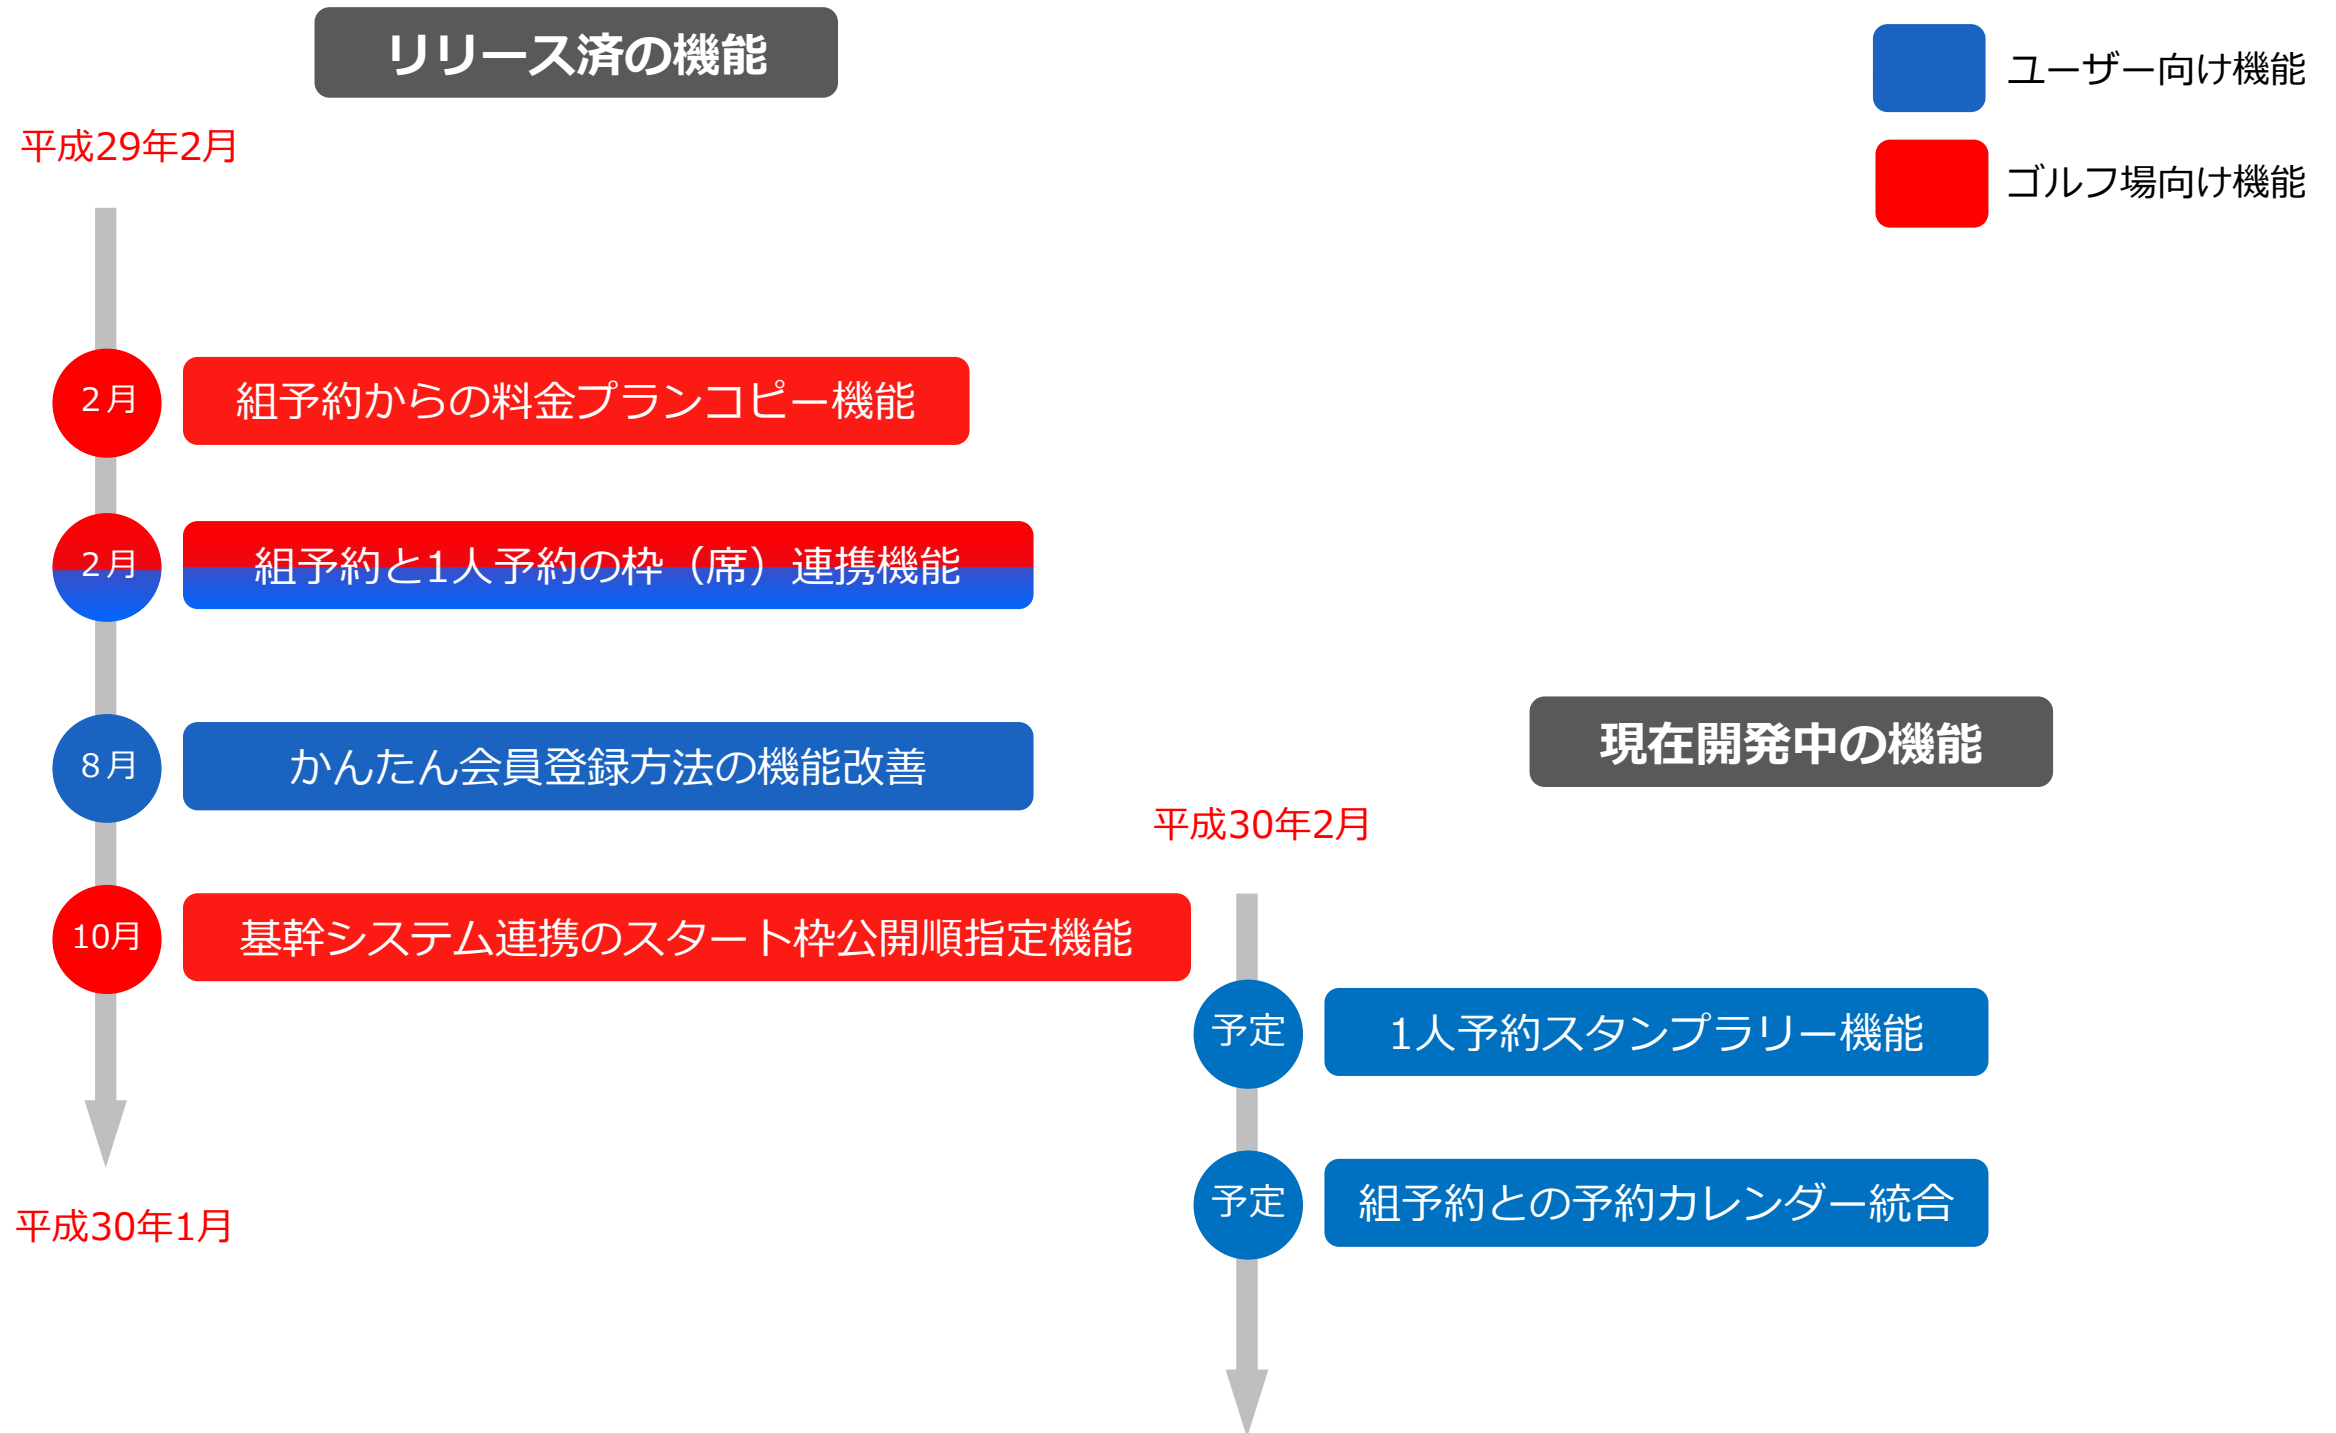 リリース済の機能
ユーザー向け機能
ゴルフ場向け機能
平成29年2月
2月
組予約からの料金プランコピー機能
2月
組予約と1人予約の枠（席）連携機能
8月
かんたん会員登録方法の機能改善
10月
基幹システム連携のスタート枠公開順指定機能
平成30年1月
現在開発中の機能
平成30年2月
予定
1人予約スタンプラリー機能
予定
組予約との予約カレンダー統合